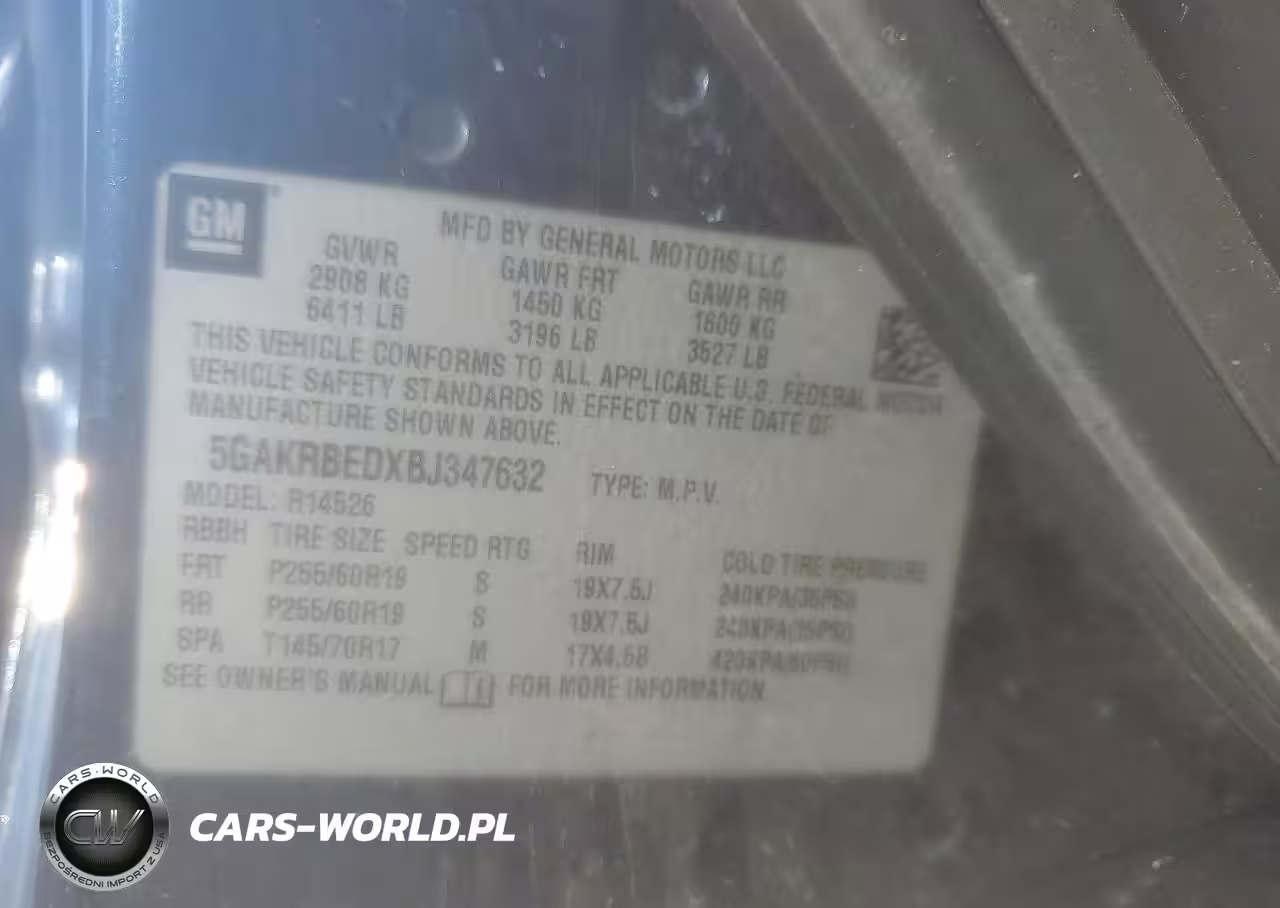 GM
MFD BY GENERAL MOTORS LLC
GVWR GAWR FRT GAWR RR
2908 KG 1450 KG 1600 KG
6411 LB 3196 LB 3527 LB
THIS VEHICLE CONFORMS TO ALL APPLICABLE U.S. FEDERAL MOTOR
VEHICLE SAFETY STANDARDS IN EFFECT ON THE DATE OF
MANUFACTURE SHOWN ABOVE.
5GAKRBEDXBJ347632 TYPE: M.P.V.
MODEL: R14526
RBBH TIRE SIZE SPEED RTG RIM COLD TIRE PRESSURE
FRT P255/60R19 S 19X7.5J 240KPA(35PSI)
RR P255/60R19 S 19X7.5J 240KPA(35PSI)
SPA T145/70R17 M 17X4.5B 420KPA(60PSI)
SEE OWNER'S MANUAL FOR MORE INFORMATION
CARS-WORLD
CW
BEZPOŚREDNI IMPORT Z USA
CARS-WORLD.PL